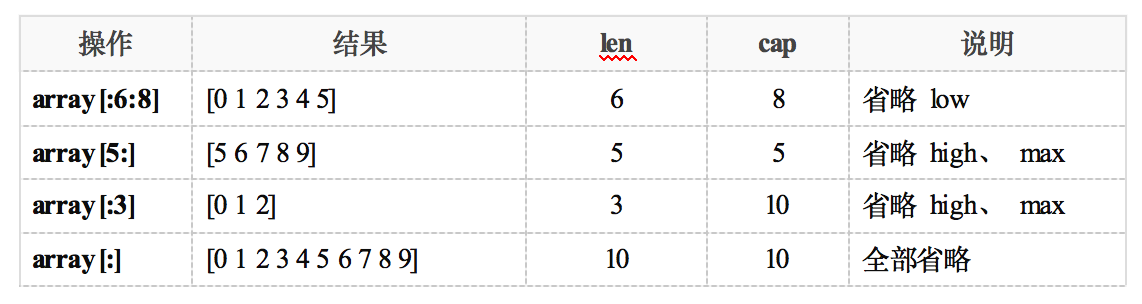 操作 结果 len cap 说明
array[:6:8] [0 1 2 3 4 5] 6 8 省略 low
array[5:] [5 6 7 8 9] 5 5 省略 high、 max
array[:3] [0 1 2] 3 10 省略 high、 max
array[:] [0 1 2 3 4 5 6 7 8 9] 10 10 全部省略